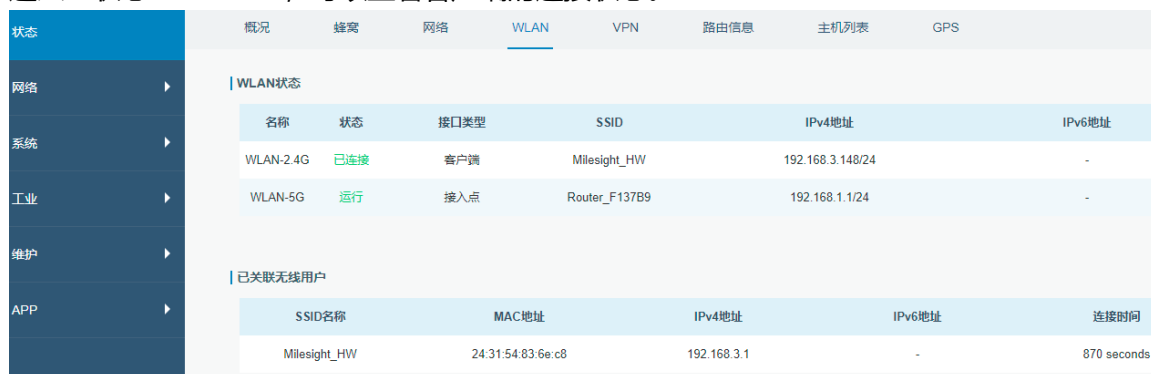 状态
概况 蜂窝 网络 WLAN VPN 路由信息 主机列表 GPS
网络
WLAN状态
名称 状态 接口类型 SSID IPv4地址 IPv6地址
系统
WLAN-2.4G 已连接 客户端 Milesight_HW 192.168.3.148/24 -
工业
WLAN-5G 运行 接入点 Router_F137B9 192.168.1.1/24 -
维护
已关联无线用户
APP
SSID名称 MAC地址 IPv4地址 IPv6地址 连接时间
Milesight_HW 24:31:54:83:6e:c8 192.168.3.1 - 870 seconds